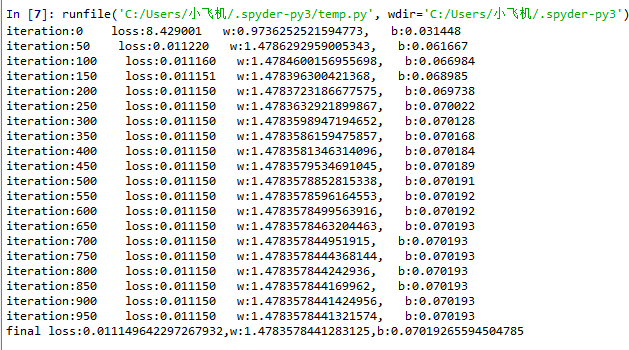 In [7]: runfile('C:/Users/小飞机/.spyder-py3/temp.py', wdir='C:/Users/小飞机/.spyder-py3')
iteration:0 loss:8.429001 w:0.9736252521594773, b:0.031448
iteration:50 loss:0.011220 w:1.4786292959005343, b:0.061667
iteration:100 loss:0.011160 w:1.4784600156955698, b:0.066984
iteration:150 loss:0.011151 w:1.478396300421368, b:0.068985
iteration:200 loss:0.011150 w:1.4783723186677575, b:0.069738
iteration:250 loss:0.011150 w:1.4783632921899867, b:0.070022
iteration:300 loss:0.011150 w:1.4783598947194652, b:0.070128
iteration:350 loss:0.011150 w:1.4783586159475857, b:0.070168
iteration:400 loss:0.011150 w:1.4783581346314096, b:0.070184
iteration:450 loss:0.011150 w:1.4783579534691045, b:0.070189
iteration:500 loss:0.011150 w:1.4783578852815338, b:0.070191
iteration:550 loss:0.011150 w:1.4783578596164553, b:0.070192
iteration:600 loss:0.011150 w:1.4783578499563916, b:0.070192
iteration:650 loss:0.011150 w:1.4783578463204463, b:0.070193
iteration:700 loss:0.011150 w:1.478357844951915, b:0.070193
iteration:750 loss:0.011150 w:1.4783578444368144, b:0.070193
iteration:800 loss:0.011150 w:1.4783578444242936, b:0.070193
iteration:850 loss:0.011150 w:1.478357844169962, b:0.070193
iteration:900 loss:0.011150 w:1.4783578441424956, b:0.070193
iteration:950 loss:0.011150 w:1.4783578441321574, b:0.070193
final loss:0.011149642297267932,w:1.4783578441283125,b:0.07019265594504785